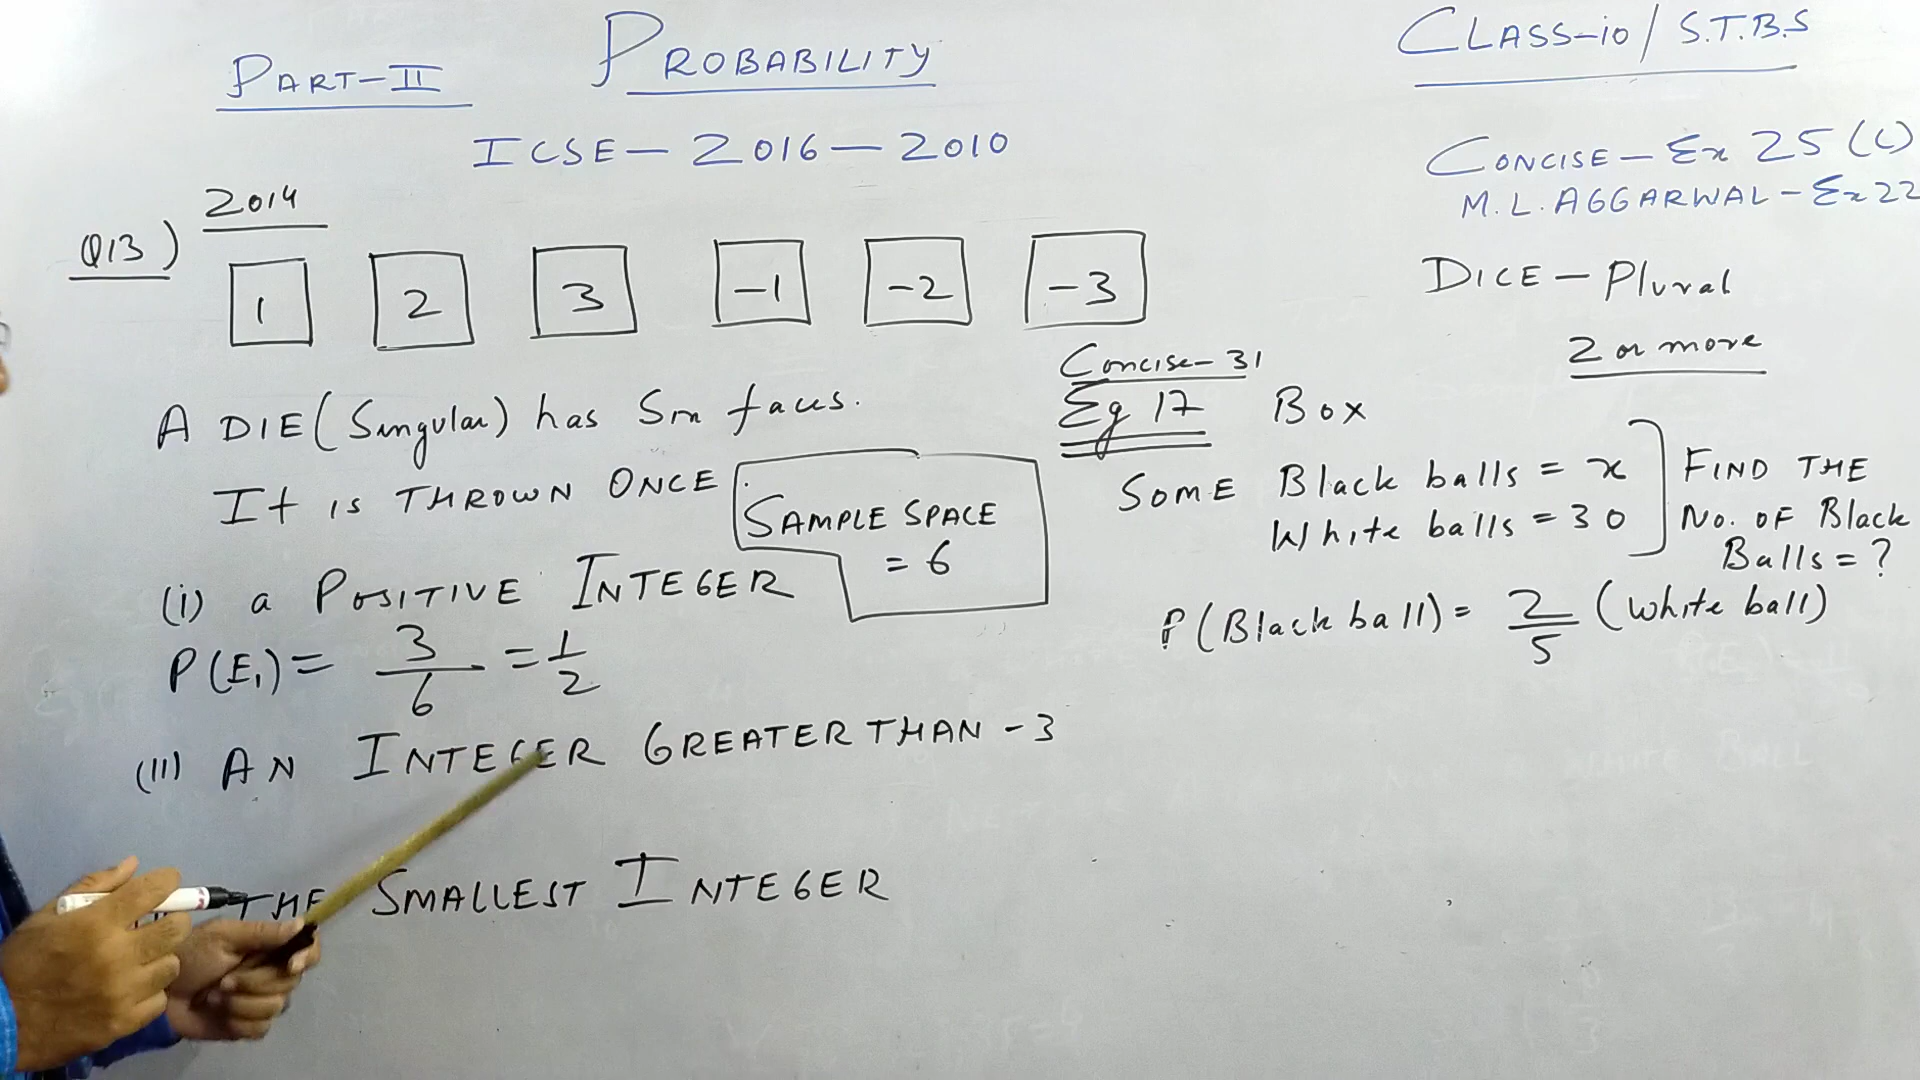 PART-II PROBABILITY CLASS-10/S.T.B.S
ICSE-2016-2010
CONCISE-Ex 25(C)
M.L. AGGARWAL-Ex 22
2014
Q13)
1 2 3 -1 -2 -3
DICE-Plural
2 or more
A DIE (Singular) has Six faces.
It is THROWN ONCE.
SAMPLE SPACE
= 6
(i) a POSITIVE INTEGER
P(E₁) = 3/6 = 1/2
(ii) AN INTEGER GREATER THAN -3
THE SMALLEST INTEGER
Concise-31
Eg 17 Box
SOME Black balls = x
White balls = 30
FIND THE
No. OF Black
Balls = ?
P(Black ball) = 2/5 (White ball)